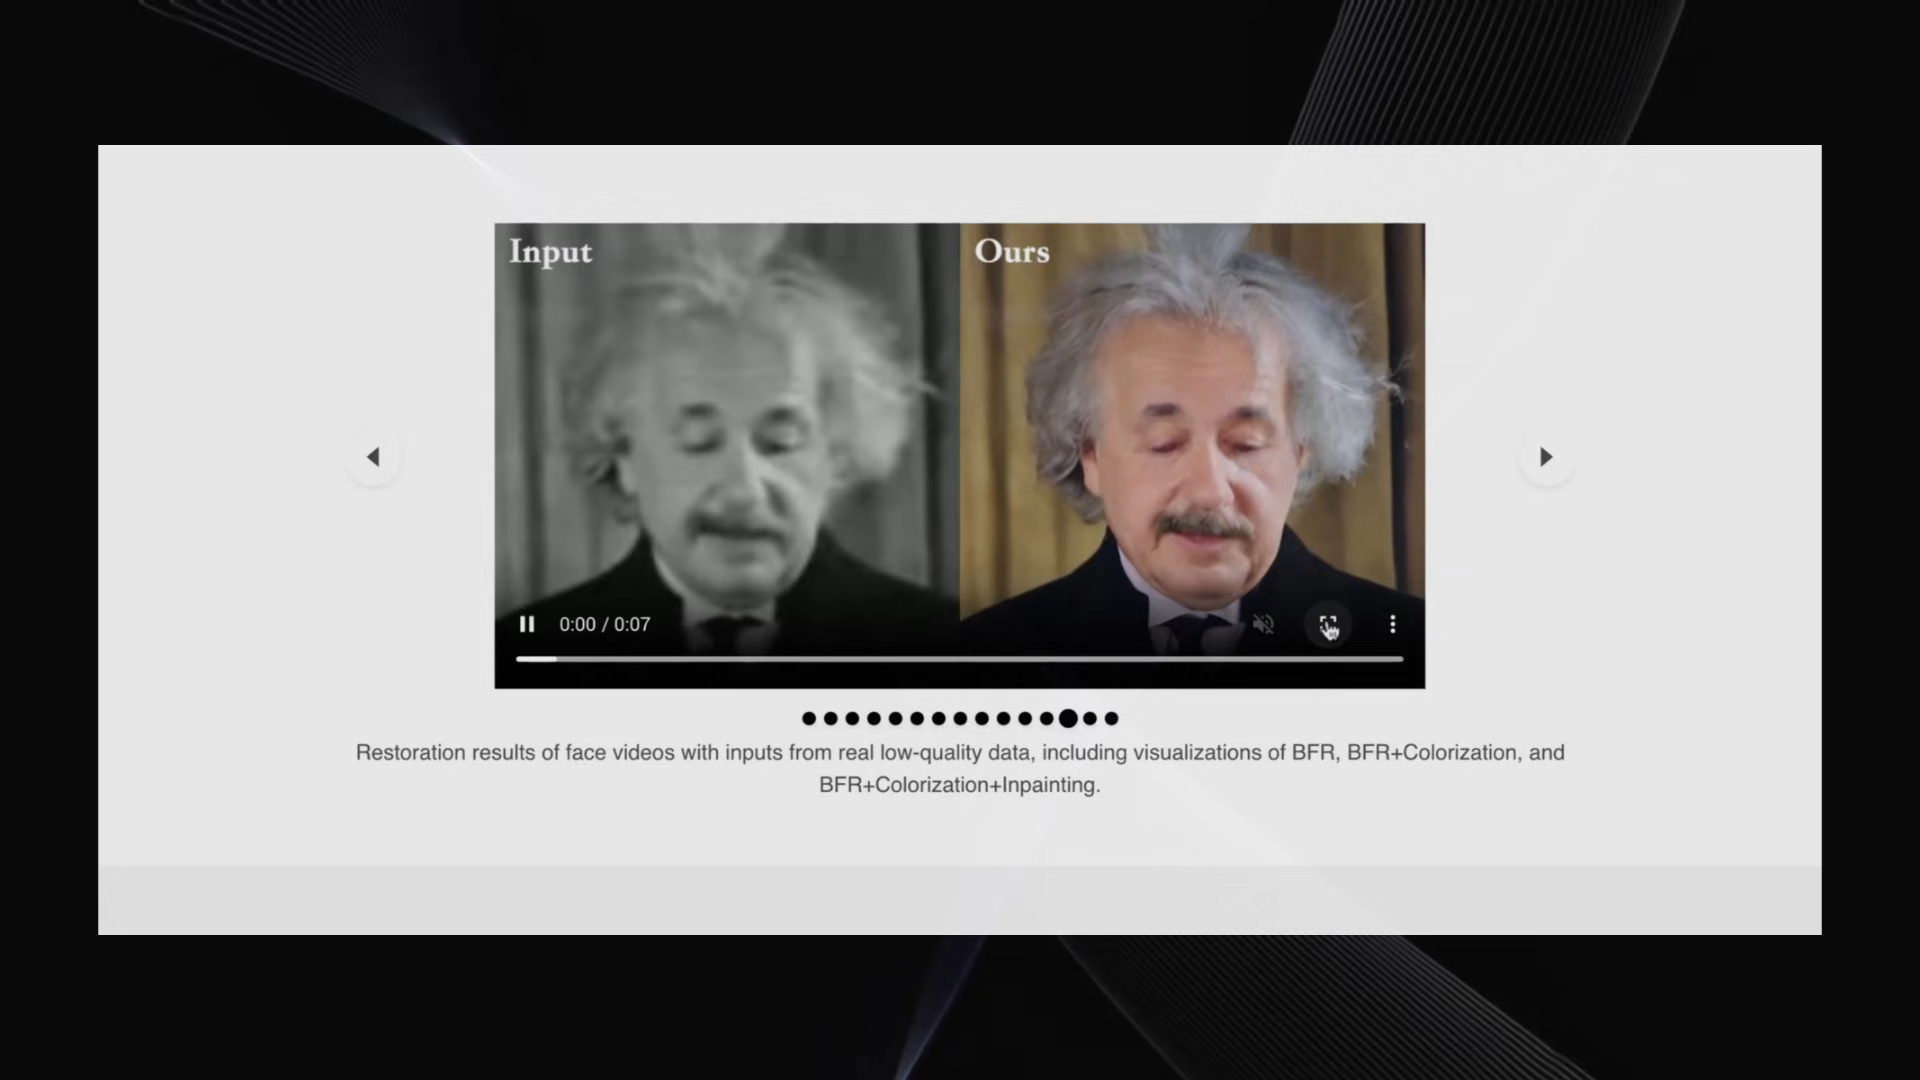 Input
Ours
0:00 / 0:07
Restoration results of face videos with inputs from real low-quality data, including visualizations of BFR, BFR+Colorization, and
BFR+Colorization+Inpainting.